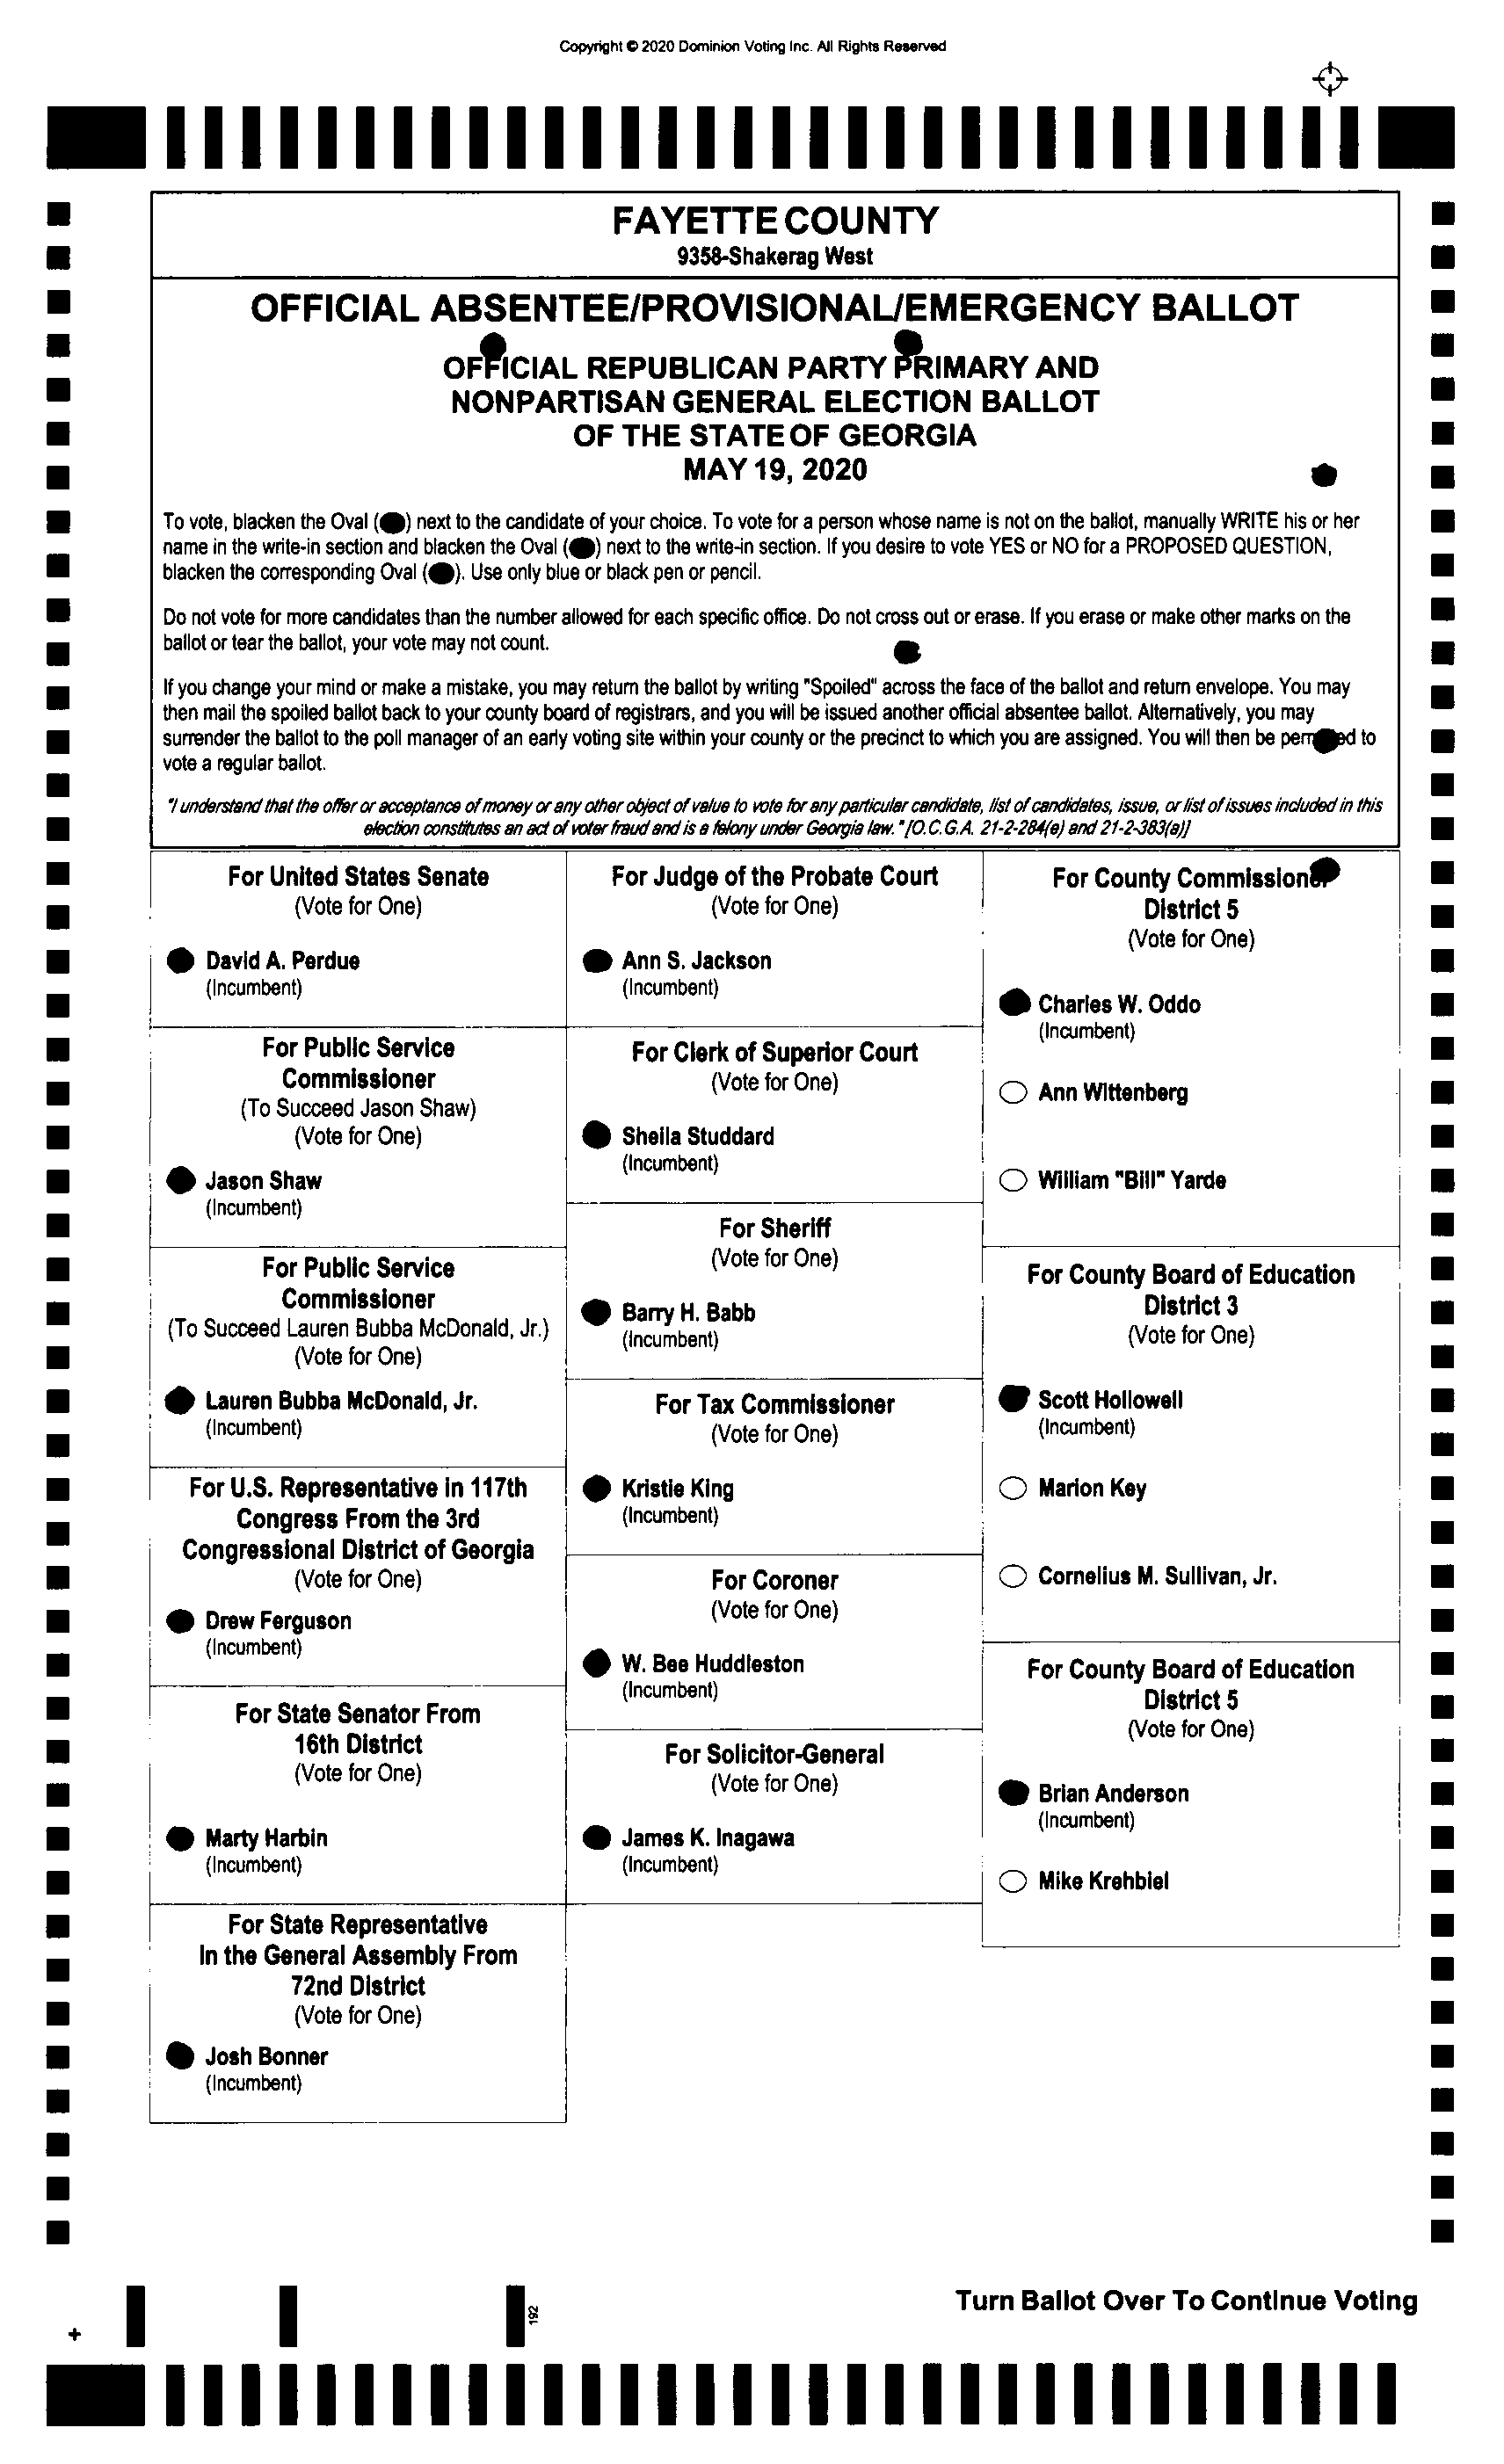 Copyright © 2020 Dominion Voting Inc. All Rights Reserved
FAYETTE COUNTY
9358-Shakerag West
OFFICIAL ABSENTEE/PROVISIONAL/EMERGENCY BALLOT
OFFICIAL REPUBLICAN PARTY PRIMARY AND
NONPARTISAN GENERAL ELECTION BALLOT
OF THE STATE OF GEORGIA
MAY 19, 2020
To vote, blacken the Oval ( ) next to the candidate of your choice. To vote for a person whose name is not on the ballot, manually WRITE his or her
name in the write-in section and blacken the Oval ( ) next to the write-in section. If you desire to vote YES or NO for a PROPOSED QUESTION,
blacken the corresponding Oval ( ). Use only blue or black pen or pencil.
Do not vote for more candidates than the number allowed for each specific office. Do not cross out or erase. If you erase or make other marks on the
ballot or tear the ballot, your vote may not count.
If you change your mind or make a mistake, you may return the ballot by writing "Spoiled" across the face of the ballot and return envelope. You may
then mail the spoiled ballot back to your county board of registrars, and you will be issued another official absentee ballot. Alternatively, you may
surrender the ballot to the poll manager of an early voting site within your county or the precinct to which you are assigned. You will then be to
vote a regular ballot.
"I understand that the offer or acceptance of money or any other object of value to vote for any particular candidate, list of candidates, issue, or list of issues included in this
election constitutes an act of voter fraud and is a felony under Georgia law." [O.C.G.A. 21-2-284(e) and 21-2-383(a)]
For United States Senate
(Vote for One)
David A. Perdue
(Incumbent)
For Public Service
Commissioner
(To Succeed Jason Shaw)
(Vote for One)
Jason Shaw
(Incumbent)
For Public Service
Commissioner
(To Succeed Lauren Bubba McDonald, Jr.)
(Vote for One)
Lauren Bubba McDonald, Jr.
(Incumbent)
For U.S. Representative in 117th
Congress From the 3rd
Congressional District of Georgia
(Vote for One)
Drew Ferguson
(Incumbent)
For State Senator From
16th District
(Vote for One)
Marty Harbin
(Incumbent)
For State Representative
In the General Assembly From
72nd District
(Vote for One)
Josh Bonner
(Incumbent)
For Judge of the Probate Court
(Vote for One)
Ann S. Jackson
(Incumbent)
For Clerk of Superior Court
(Vote for One)
Sheila Studdard
(Incumbent)
For Sheriff
(Vote for One)
Barry H. Babb
(Incumbent)
For Tax Commissioner
(Vote for One)
Kristie King
(Incumbent)
For Coroner
(Vote for One)
W. Bee Huddleston
(Incumbent)
For Solicitor-General
(Vote for One)
James K. Inagawa
(Incumbent)
For County Commissioner
District 5
(Vote for One)
Charles W. Oddo
(Incumbent)
Ann Wittenberg
William "Bill" Yarde
For County Board of Education
District 3
(Vote for One)
Scott Hollowell
(Incumbent)
Marion Key
Cornelius M. Sullivan, Jr.
For County Board of Education
District 5
(Vote for One)
Brian Anderson
(Incumbent)
Mike Krehbiel
192
Turn Ballot Over To Continue Voting